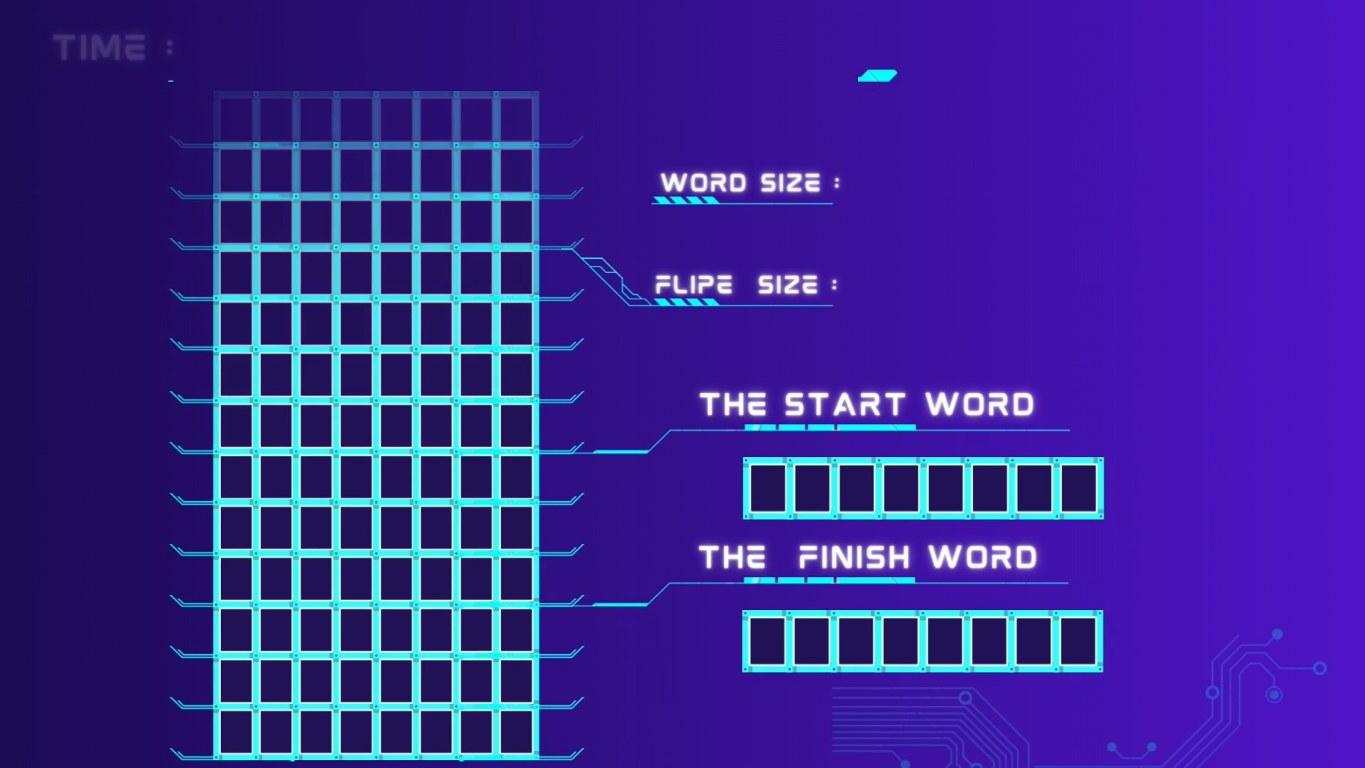 TIME :
WORD SIZE :
FLIPE SIZE :
THE START WORD
THE FINISH WORD